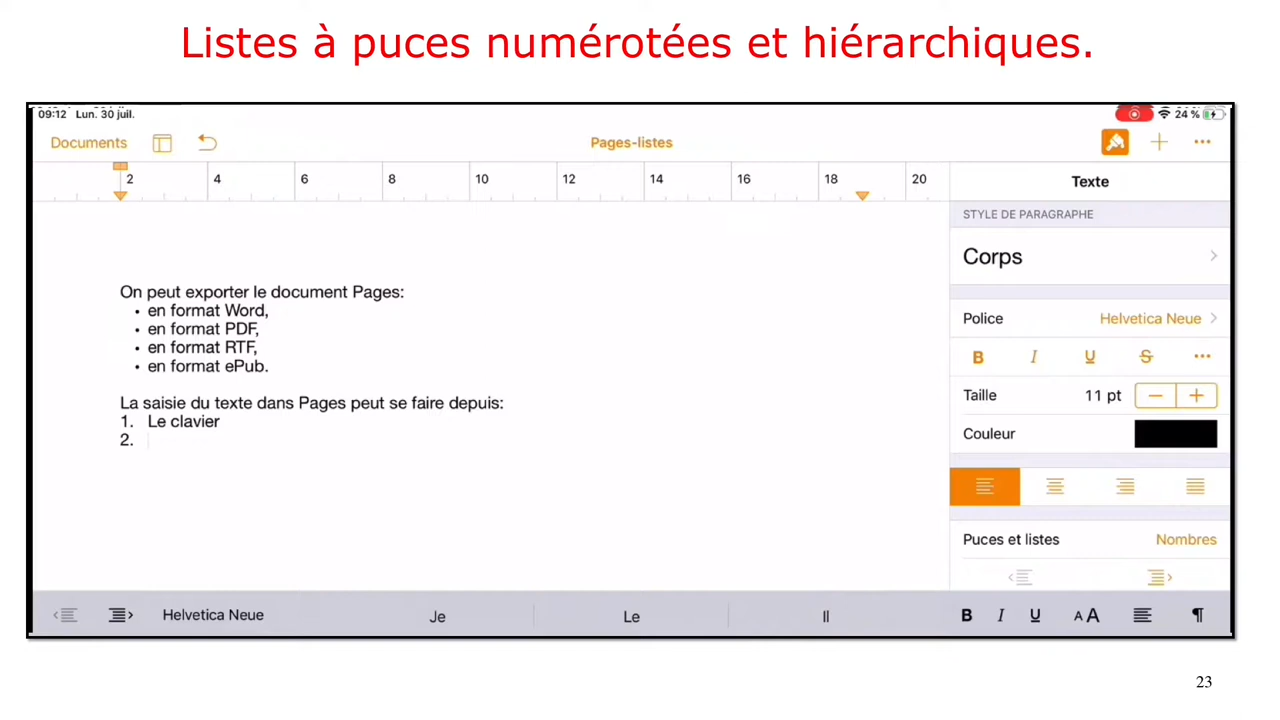 Listes à puces numérotées et hiérarchiques.
09:12 Lun. 30 juil.
24 %
Documents
Pages-listes
2 4 6 8 10 12 14 16 18 20
Texte
STYLE DE PARAGRAPHE
Corps
Police Helvetica Neue
B I U S
Taille 11 pt
Couleur
Puces et listes Nombres
On peut exporter le document Pages:
• en format Word,
• en format PDF,
• en format RTF,
• en format ePub.
La saisie du texte dans Pages peut se faire depuis:
1. Le clavier
2.
Helvetica Neue Je Le Il B I U AA ¶
23